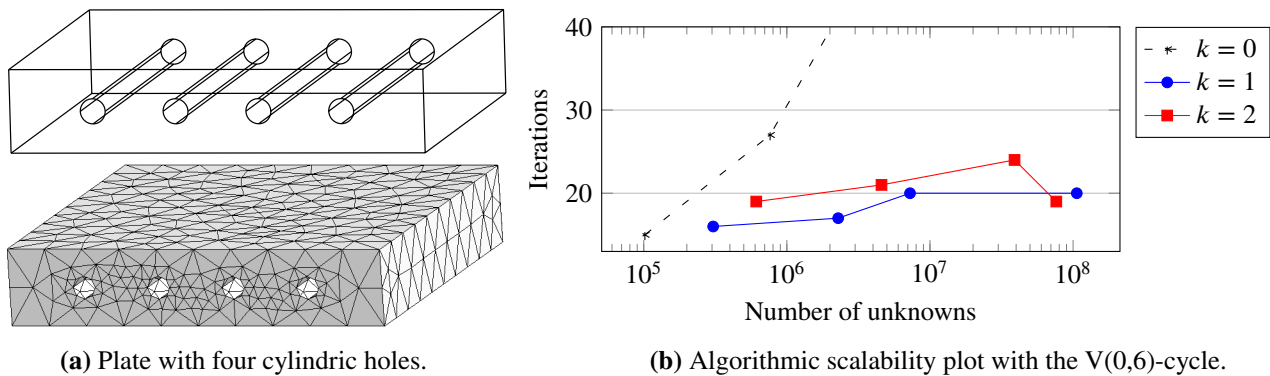 40
30
20
Iterations
10^5
10^6
10^7
10^8
Number of unknowns
k = 0
k = 1
k = 2
(a) Plate with four cylindric holes.
(b) Algorithmic scalability plot with the V(0,6)-cycle.